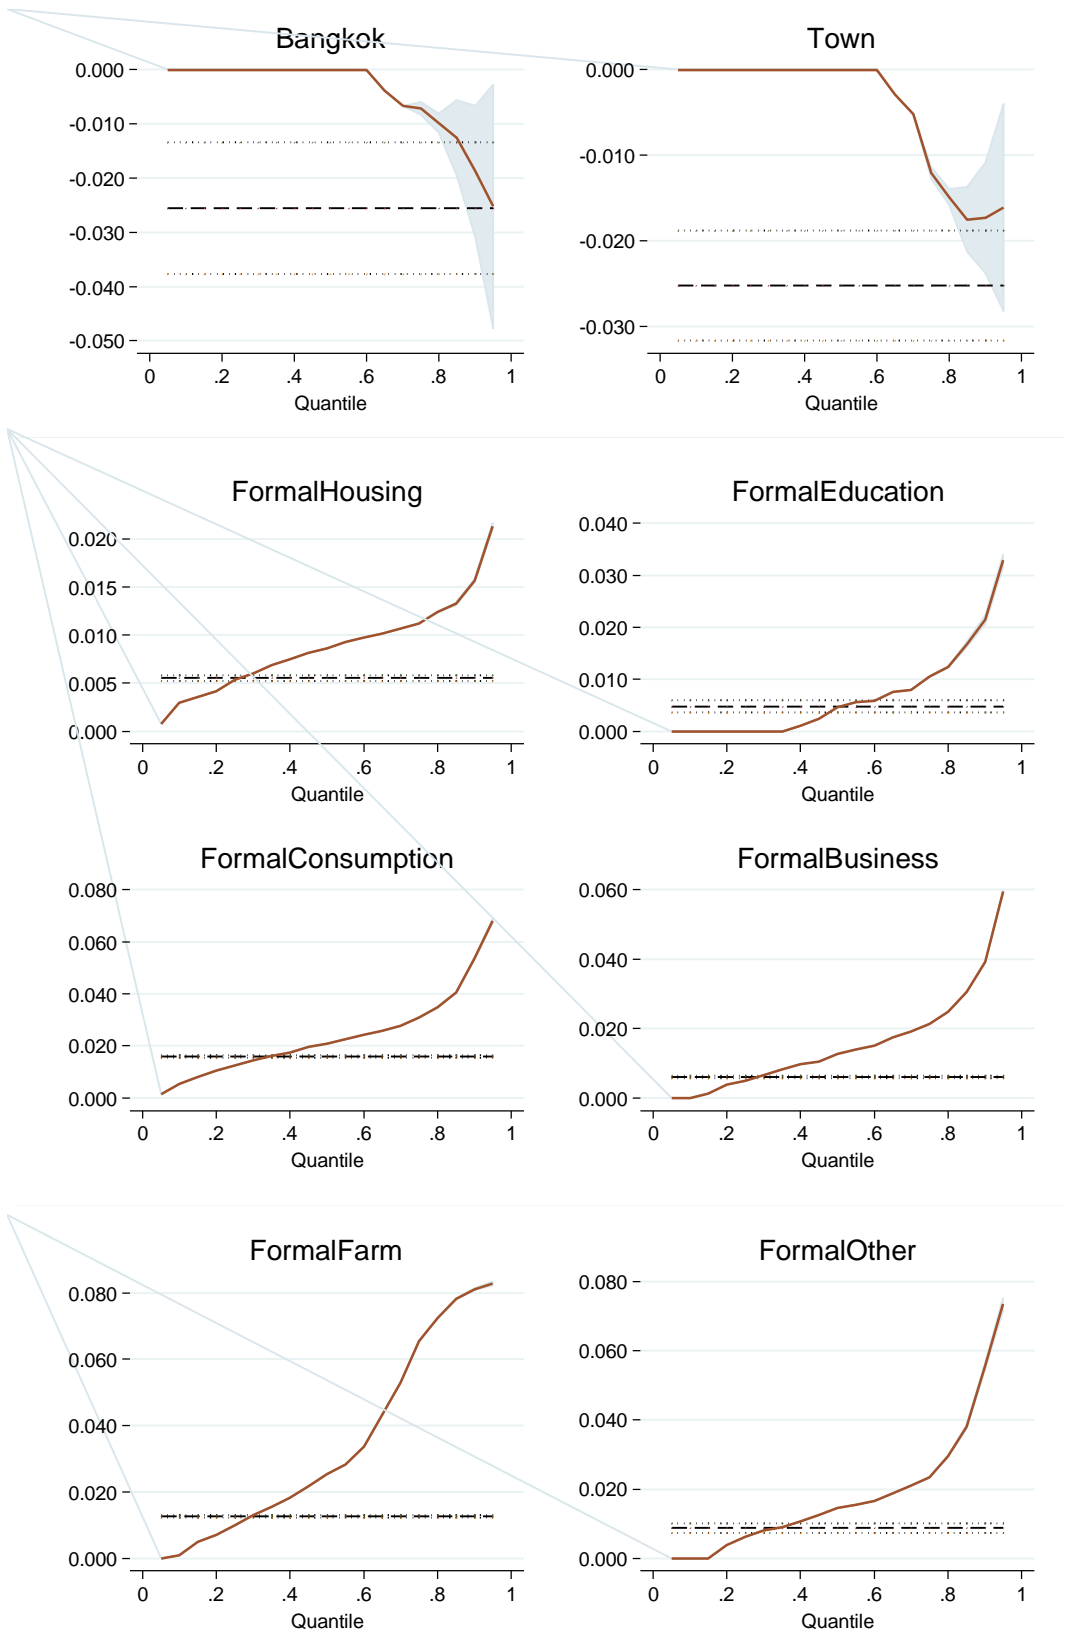 Bangkok
0.000
-0.010
-0.020
-0.030
-0.040
-0.050
0 .2 .4 .6 .8 1
Quantile
Town
0.000
-0.010
-0.020
-0.030
0 .2 .4 .6 .8 1
Quantile
FormalHousing
0.020
0.015
0.010
0.005
0.000
0 .2 .4 .6 .8 1
Quantile
FormalEducation
0.040
0.030
0.020
0.010
0.000
0 .2 .4 .6 .8 1
Quantile
FormalConsumption
0.080
0.060
0.040
0.020
0.000
0 .2 .4 .6 .8 1
Quantile
FormalBusiness
0.060
0.040
0.020
0.000
0 .2 .4 .6 .8 1
Quantile
FormalFarm
0.080
0.060
0.040
0.020
0.000
0 .2 .4 .6 .8 1
Quantile
FormalOther
0.080
0.060
0.040
0.020
0.000
0 .2 .4 .6 .8 1
Quantile